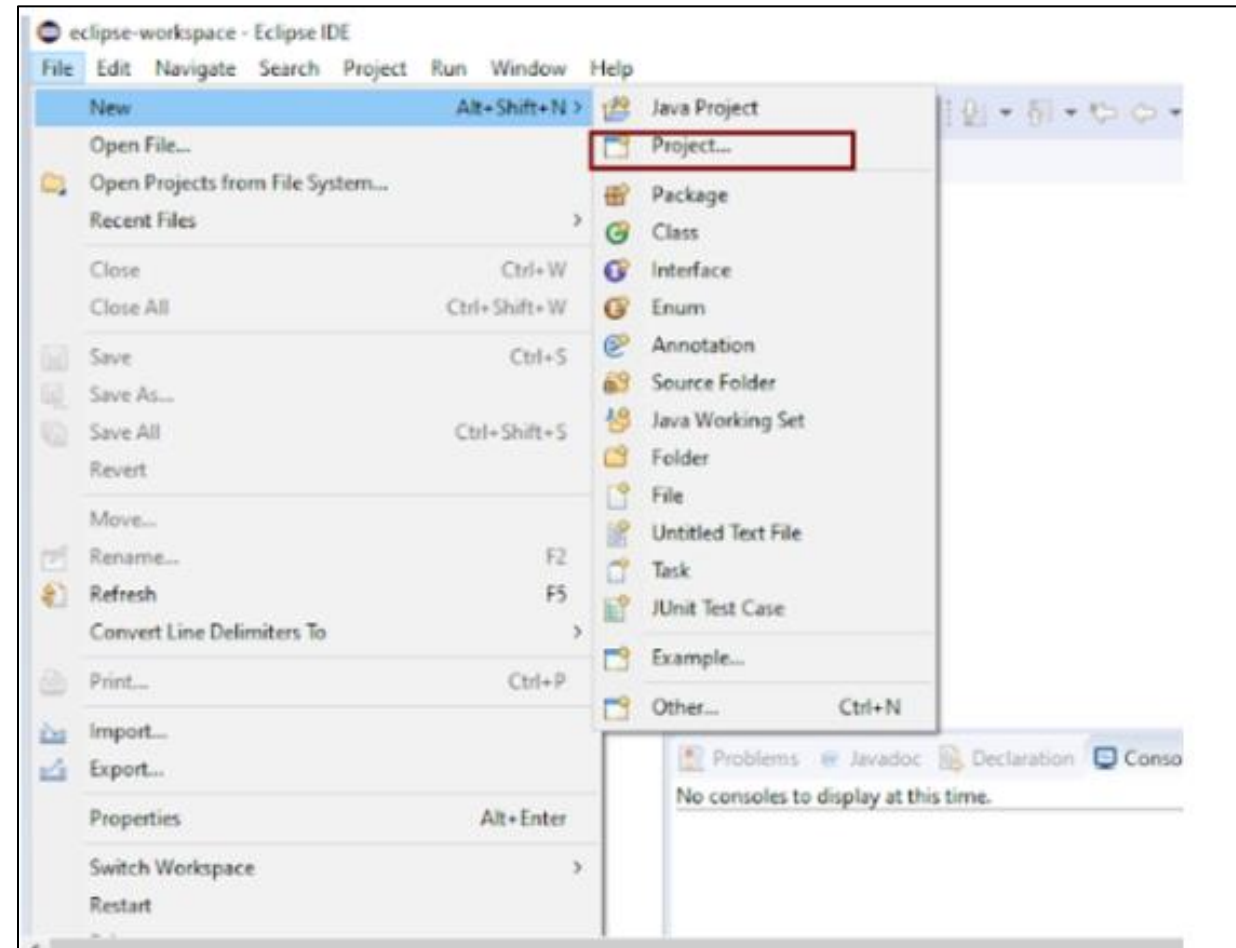 eclipse-workspace - Eclipse IDE
File Edit Navigate Search Project Run Window Help
New Alt+Shift+N >
Open File...
Open Projects from File System...
Recent Files >
Close Ctrl+W
Close All Ctrl+Shift+W
Save Ctrl+S
Save As...
Save All Ctrl+Shift+S
Revert
Move...
Rename... F2
Refresh F5
Convert Line Delimiters To >
Print... Ctrl+P
Import...
Export...
Properties Alt+Enter
Switch Workspace >
Restart
Java Project
Project...
Package
Class
Interface
Enum
Annotation
Source Folder
Java Working Set
Folder
File
Untitled Text File
Task
JUnit Test Case
Example...
Other... Ctrl+N
Problems Javadoc Declaration Conso
No consoles to display at this time.